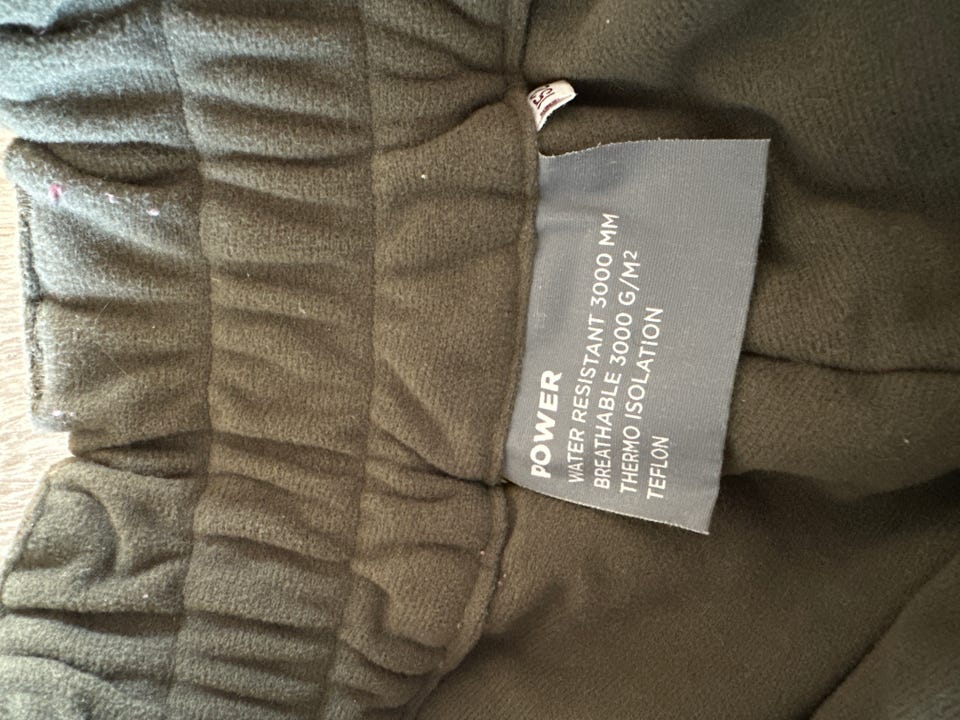 POWER
WATER RESISTANT 3000 MM
BREATHABLE 3000 G/M²
THERMO ISOLATION
TEFLON